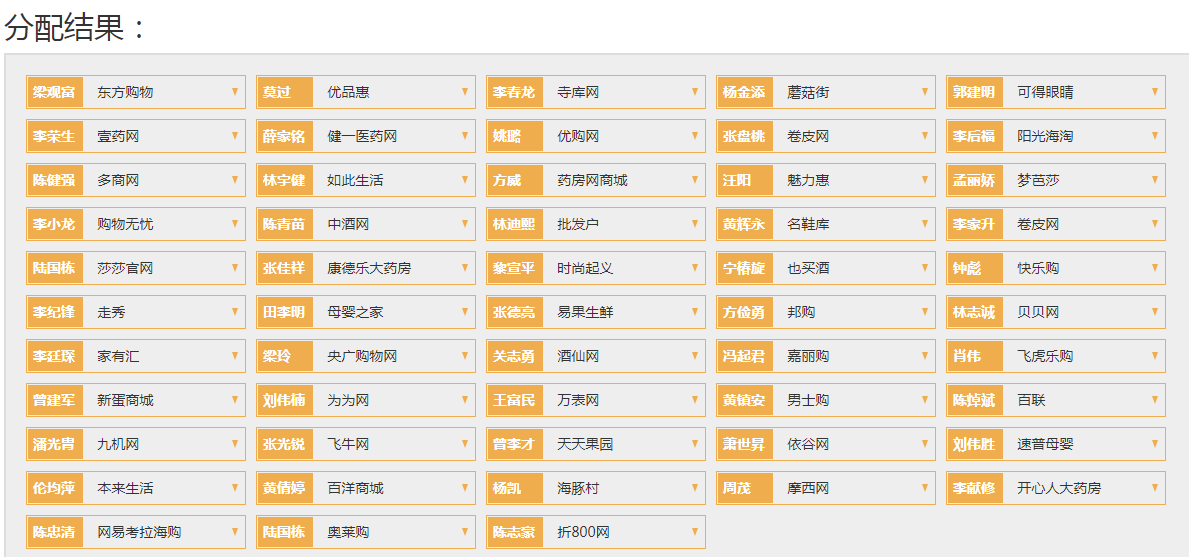 分配结果：
梁观富 东方购物 莫过 优品惠 李春龙 寺库网 杨金添 蘑菇街 郭建明 可得眼睛
李荣生 壹药网 薛家铭 健一医药网 姚璐 优购网 张盘桃 卷皮网 李后福 阳光海淘
陈健强 多商网 林宇健 如此生活 方威 药房网商城 汪阳 魅力惠 孟丽娇 梦芭莎
李小龙 购物无忧 陈青苗 中酒网 林迪熙 批发户 黄辉永 名鞋库 李家升 卷皮网
陆国栋 莎莎官网 张佳祥 康德乐大药房 黎宣平 时尚起义 宁椿旋 也买酒 钟彪 快乐购
李纪锋 走秀 田李明 母婴之家 张德亮 易果生鲜 方俊勇 邦购 林志诚 贝贝网
李廷琛 家有汇 梁玲 央广购物网 关志勇 酒仙网 冯起君 嘉丽购 肖伟 飞虎乐购
曾建军 新蛋商城 刘伟楠 为为网 王富民 万表网 黄镇安 男士购 陈焯斌 百联
潘光胄 九机网 张光锐 飞牛网 曾李才 天天果园 萧世昇 依谷网 刘伟胜 速普母婴
伦均萍 本来生活 黄倩婷 百洋商城 杨凯 海豚村 周茂 摩西网 李献修 开心人大药房
陈忠清 网易考拉海购 陆国栋 奥莱购 陈志豪 折800网